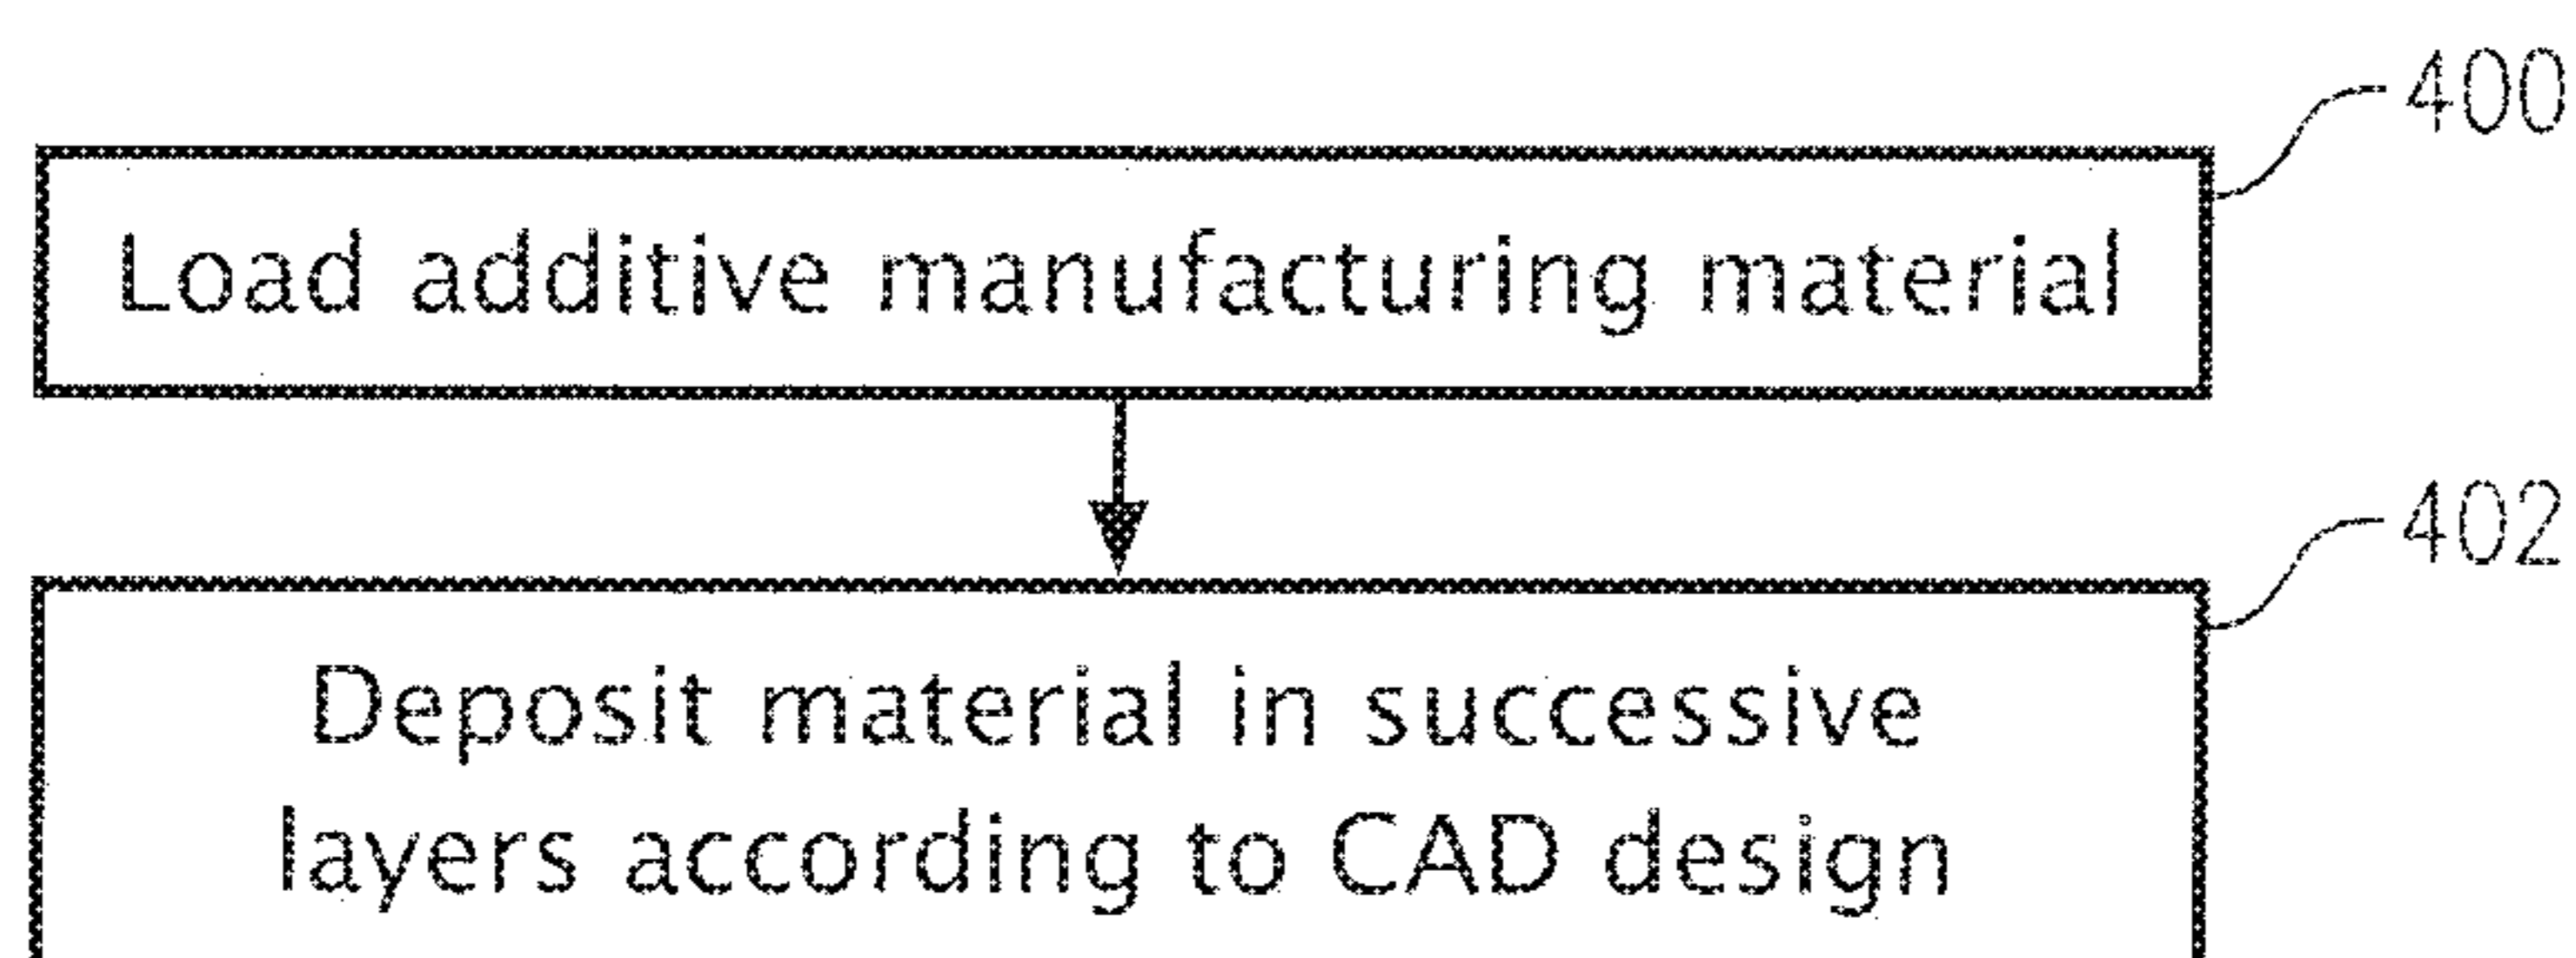 400
Load additive manufacturing material
402
Deposit material in successive
layers according to CAD design